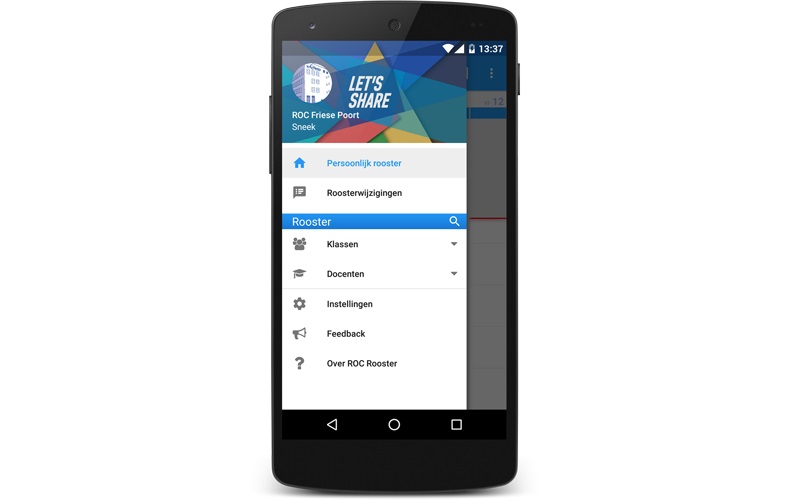 13:37
LET'S
SHARE
ROC Friese Poort
Sneek
12
Persoonlijk rooster
Roosterwijzigingen
Rooster
Klassen
Docenten
Instellingen
Feedback
Over ROC Rooster